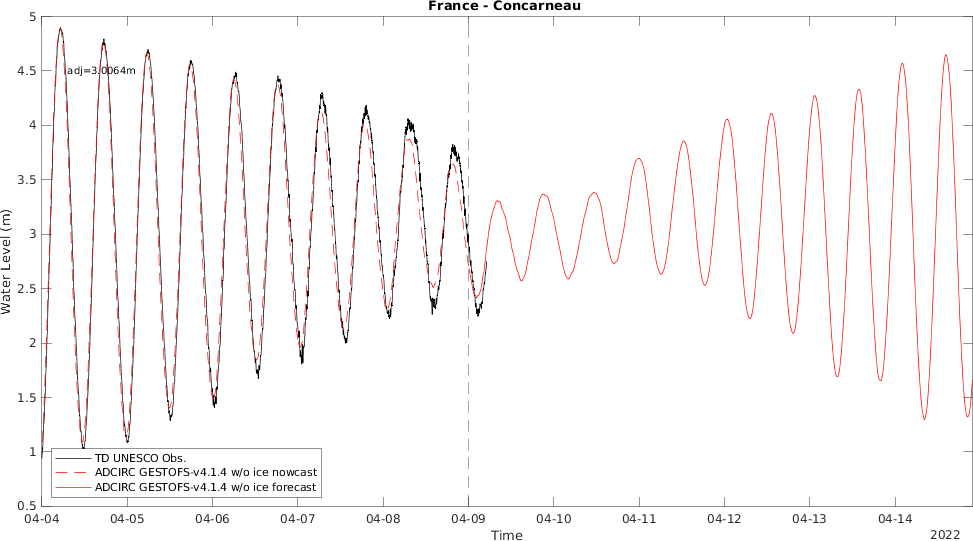 France - Concarneau
5
4.5
4
3.5
3
2.5
2
1.5
1
0.5
Water Level (m)
adj=3.0064m
TD UNESCO Obs.
ADCIRC GESTOFS-v4.1.4 w/o ice nowcast
ADCIRC GESTOFS-v4.1.4 w/o ice forecast
04-04 04-05 04-06 04-07 04-08 04-09 04-10 04-11 04-12 04-13 04-14
Time
2022